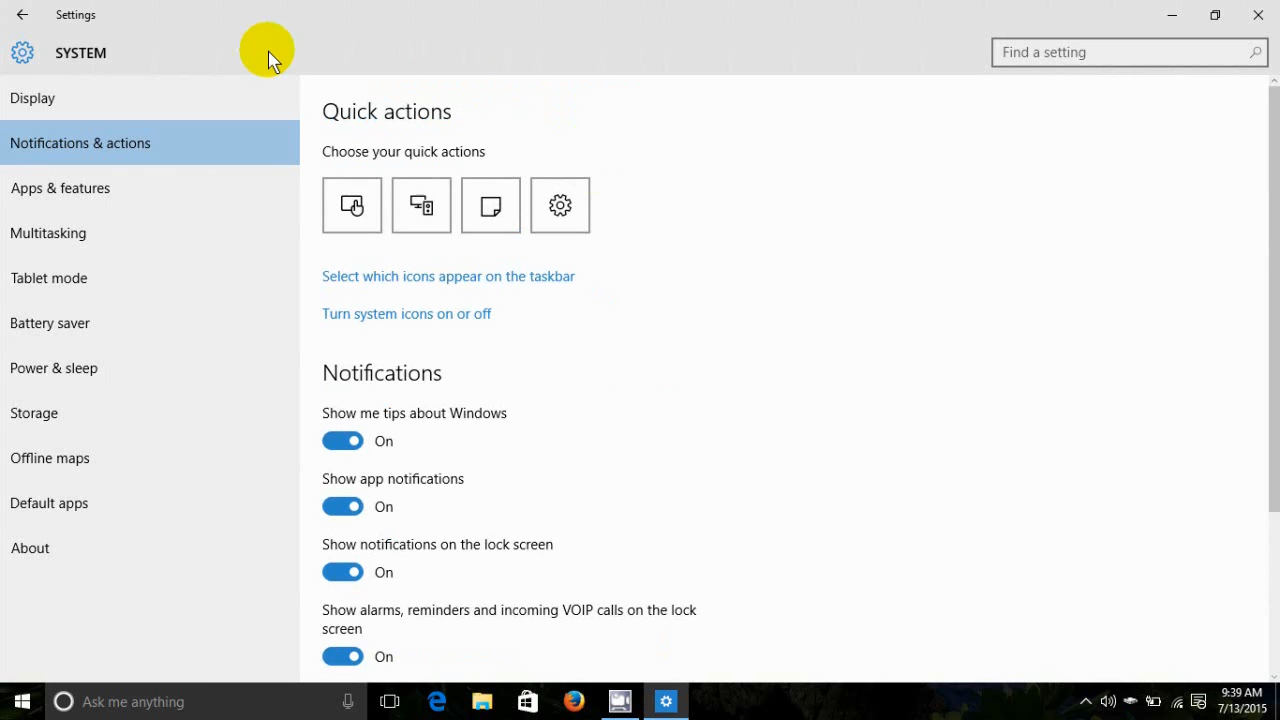 Settings
SYSTEM
Find a setting
Display
Notifications & actions
Apps & features
Multitasking
Tablet mode
Battery saver
Power & sleep
Storage
Offline maps
Default apps
About
Quick actions
Choose your quick actions
Select which icons appear on the taskbar
Turn system icons on or off
Notifications
Show me tips about Windows
On
Show app notifications
On
Show notifications on the lock screen
On
Show alarms, reminders and incoming VOIP calls on the lock
screen
On
Ask me anything
9:39 AM
7/13/2015